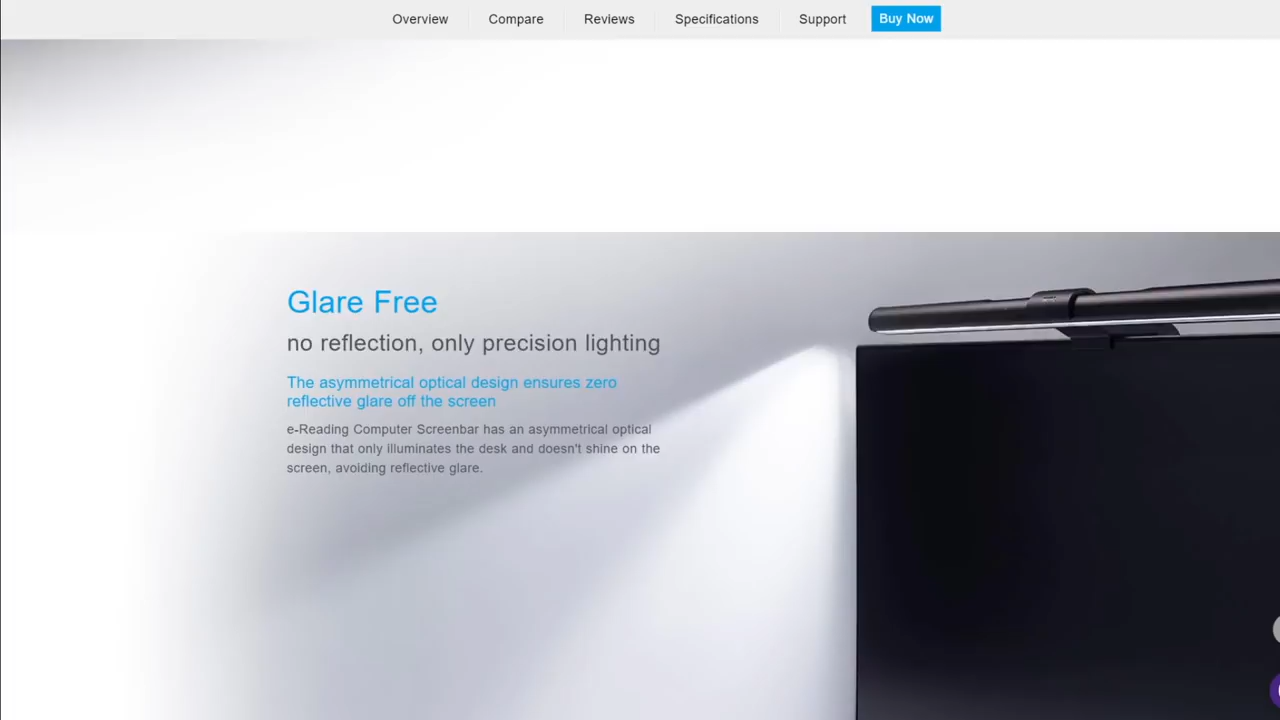 Overview
Compare
Reviews
Specifications
Support
Buy Now
Glare Free
no reflection, only precision lighting
The asymmetrical optical design ensures zero
reflective glare off the screen
e-Reading Computer Screenbar has an asymmetrical optical
design that only illuminates the desk and doesn't shine on the
screen, avoiding reflective glare.